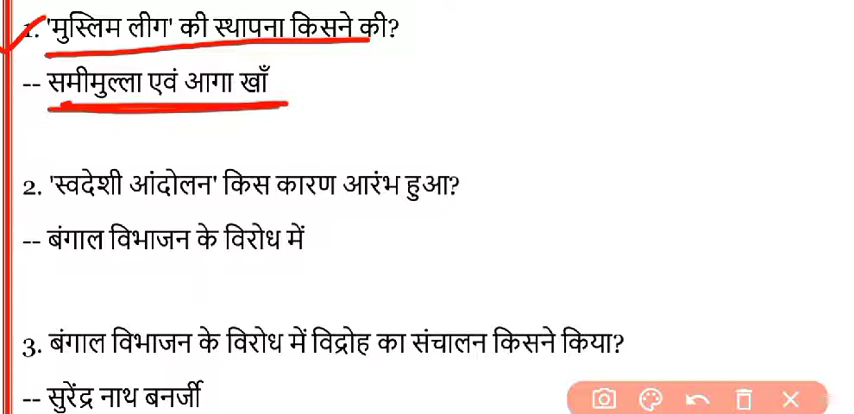 1. 'मुस्लिम लीग' की स्थापना किसने की?
-- समीमुल्ला एवं आगा खाँ
2. 'स्वदेशी आंदोलन' किस कारण आरंभ हुआ?
-- बंगाल विभाजन के विरोध में
3. बंगाल विभाजन के विरोध में विद्रोह का संचालन किसने किया?
-- सुरेंद्र नाथ बनर्जी